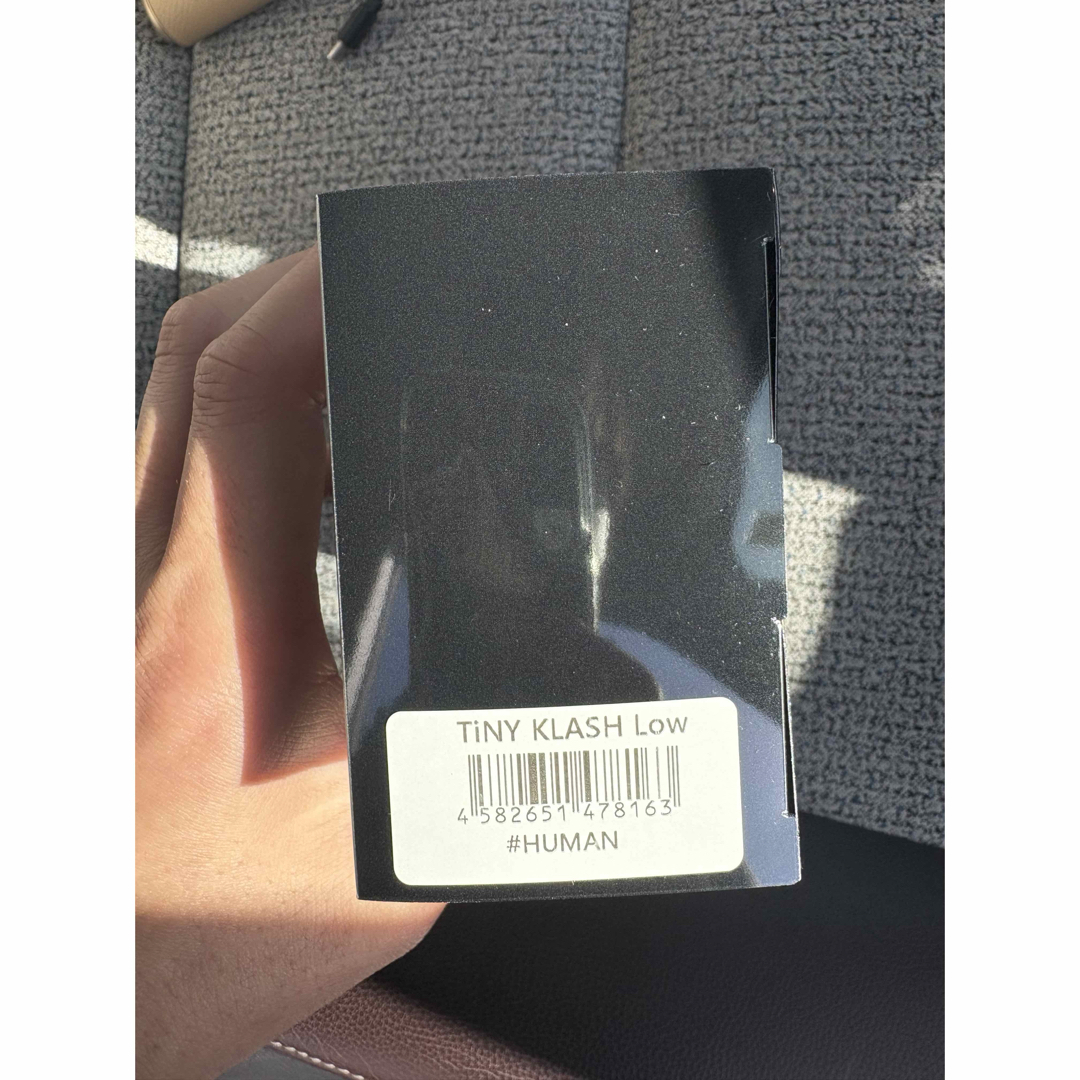 TiNY KLASH Low
4 582651 478163
#HUMAN